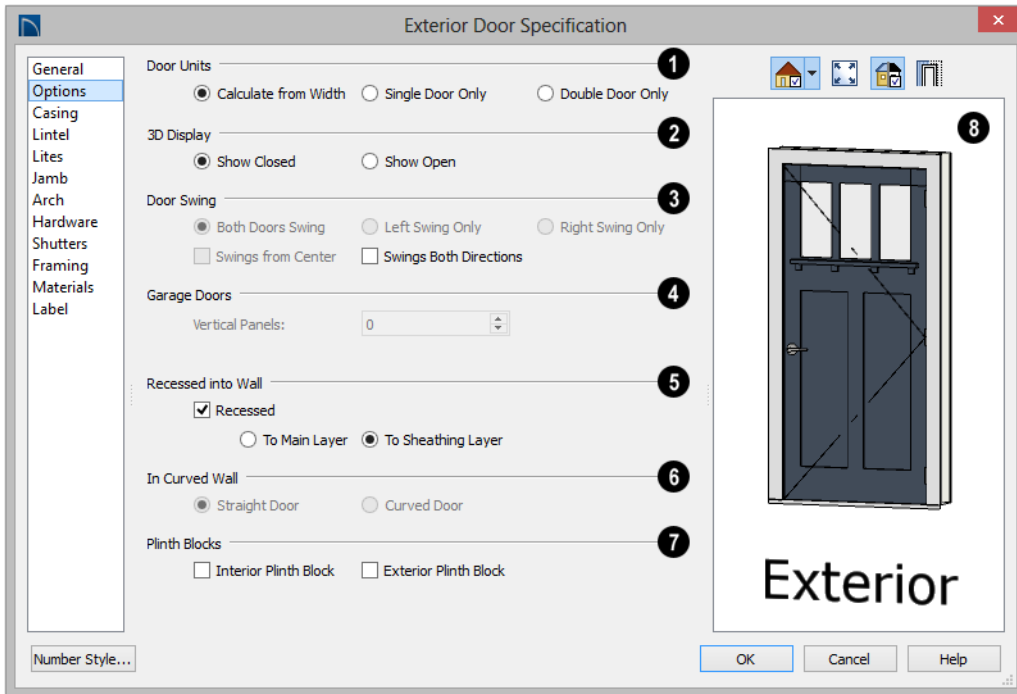 Exterior Door Specification
General
Options
Casing
Lintel
Lites
Jamb
Arch
Hardware
Shutters
Framing
Materials
Label
Door Units 1
Calculate from Width Single Door Only Double Door Only
3D Display 2
Show Closed Show Open
Door Swing 3
Both Doors Swing Left Swing Only Right Swing Only
Swings from Center Swings Both Directions
Garage Doors 4
Vertical Panels: 0
Recessed into Wall 5
Recessed
To Main Layer To Sheathing Layer
In Curved Wall 6
Straight Door Curved Door
Plinth Blocks 7
Interior Plinth Block Exterior Plinth Block
8
Exterior
Number Style... OK Cancel Help